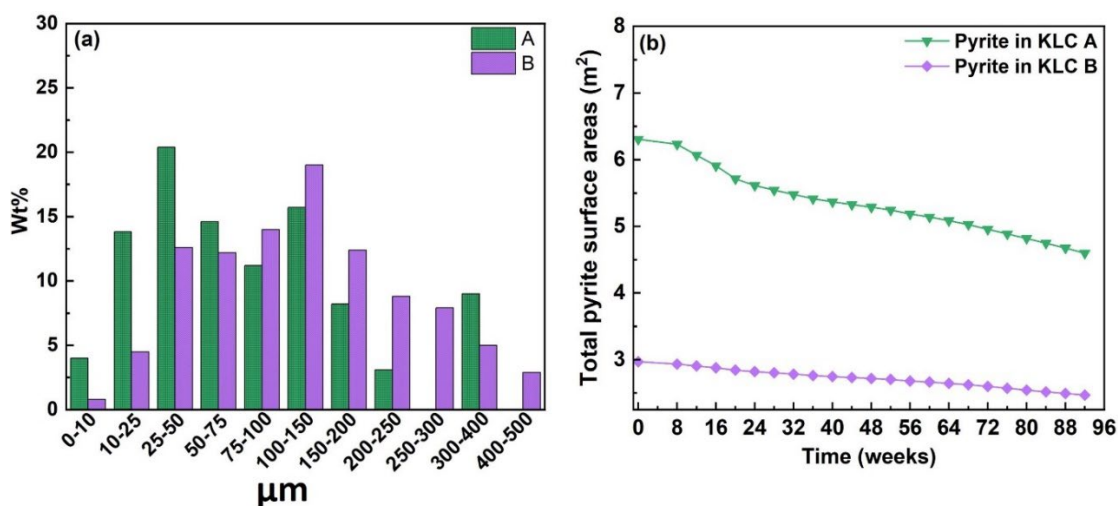 (a)
A
B
Wt%
30
25
20
15
10
5
0
0-10
10-25
25-50
50-75
75-100
100-150
150-200
200-250
250-300
300-400
400-500
μm
(b)
Pyrite in KLC A
Pyrite in KLC B
Total pyrite surface areas (m²)
8
7
6
5
4
3
0 8 16 24 32 40 48 56 64 72 80 88 96
Time (weeks)